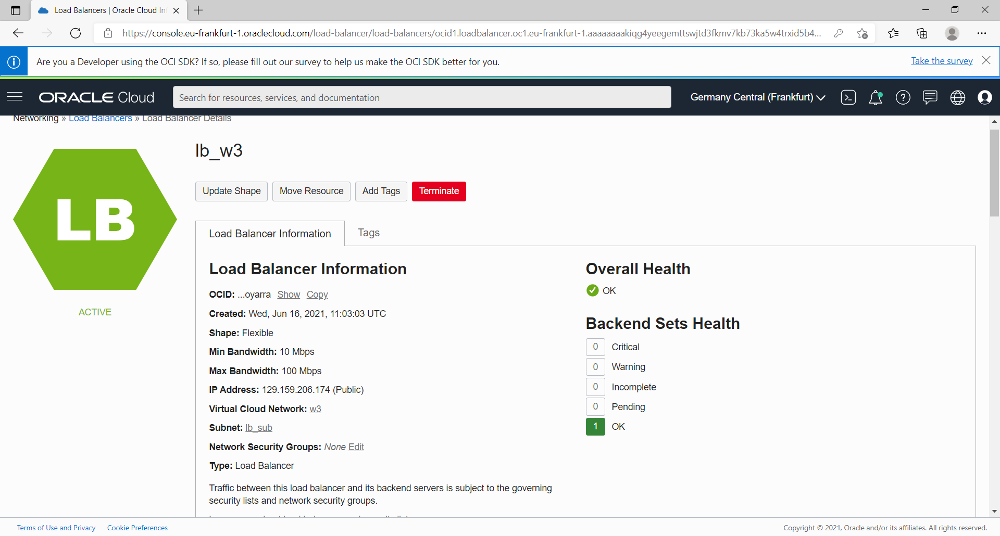 Load Balancers | Oracle Cloud Inf
https://console.eu-frankfurt-1.oraclecloud.com/load-balancer/load-balancers/ocid1.loadbalancer.oc1.eu-frankfurt-1.aaaaaaaakiqg4yeegemttswjtd3fkmv7kb73ka5w4trxid5b4...
Are you a Developer using the OCI SDK? If so, please fill out our survey to help us make the OCI SDK better for you.
Take the survey
ORACLE Cloud
Search for resources, services, and documentation
Germany Central (Frankfurt)
Networking » Load Balancers » Load Balancer Details
LB
ACTIVE
lb_w3
Update Shape
Move Resource
Add Tags
Terminate
Load Balancer Information
Tags
Load Balancer Information
OCID: ...oyarra Show Copy
Created: Wed, Jun 16, 2021, 11:03:03 UTC
Shape: Flexible
Min Bandwidth: 10 Mbps
Max Bandwidth: 100 Mbps
IP Address: 129.159.206.174 (Public)
Virtual Cloud Network: w3
Subnet: lb_sub
Network Security Groups: None Edit
Type: Load Balancer
Traffic between this load balancer and its backend servers is subject to the governing
security lists and network security groups.
Overall Health
OK
Backend Sets Health
0 Critical
0 Warning
0 Incomplete
0 Pending
1 OK
Terms of Use and Privacy
Cookie Preferences
Copyright © 2021, Oracle and/or its affiliates. All rights reserved.